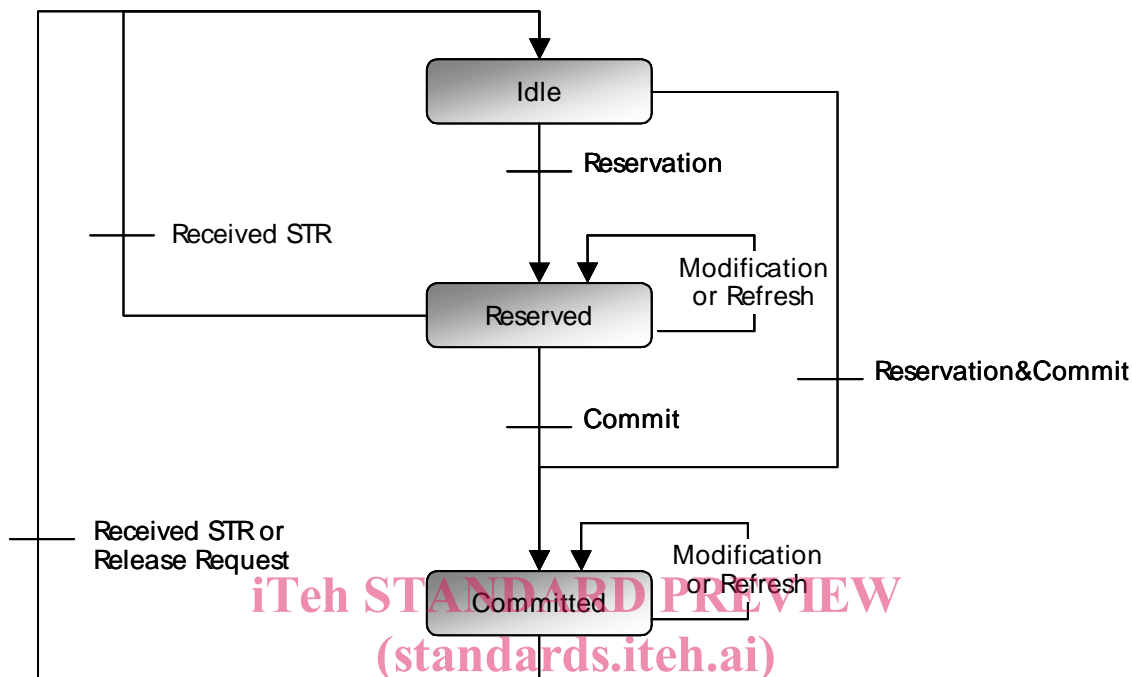 Idle
Reservation
Received STR
Modification
or Refresh
Reserved
Reservation&Commit
Commit
Received STR or
Release Request
Modification
or Refresh
iTeh STANDARD PREVIEW
Committed
(standards.iteh.ai)